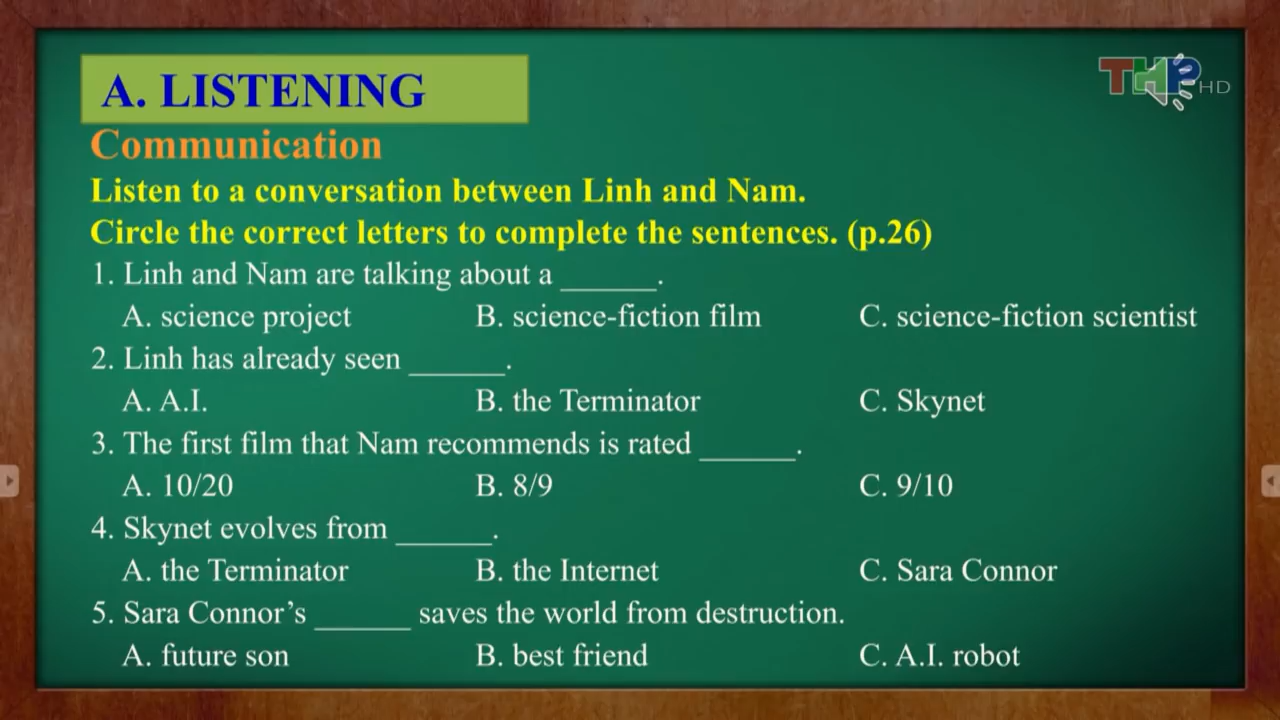 A. LISTENING
THP HD
Communication
Listen to a conversation between Linh and Nam.
Circle the correct letters to complete the sentences. (p.26)
1. Linh and Nam are talking about a ______.
A. science project B. science-fiction film C. science-fiction scientist
2. Linh has already seen ______.
A. A.I. B. the Terminator C. Skynet
3. The first film that Nam recommends is rated ______.
A. 10/20 B. 8/9 C. 9/10
4. Skynet evolves from ______.
A. the Terminator B. the Internet C. Sara Connor
5. Sara Connor’s ______ saves the world from destruction.
A. future son B. best friend C. A.I. robot